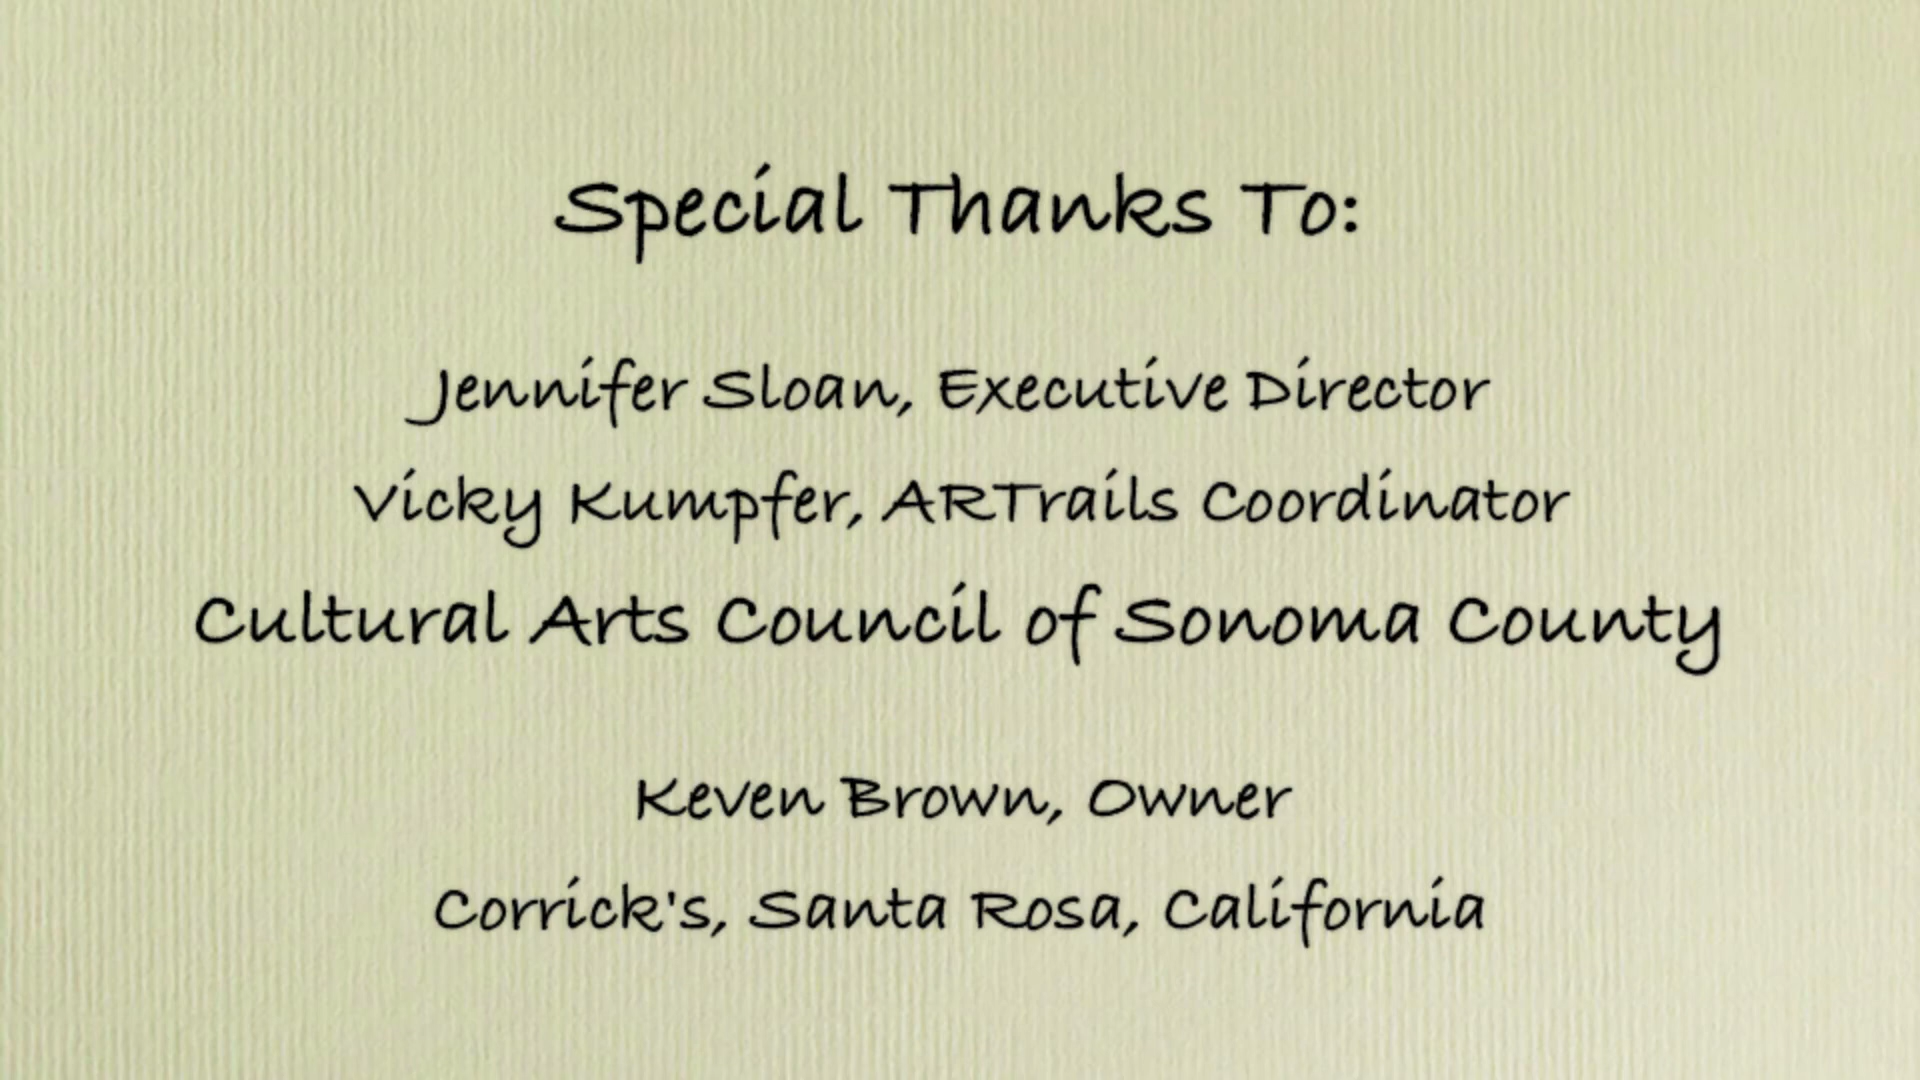 Special Thanks To:
Jennifer Sloan, Executive Director
Vicky Kumpfer, ARTrails Coordinator
Cultural Arts Council of Sonoma County
Keven Brown, Owner
Corrick's, Santa Rosa, California